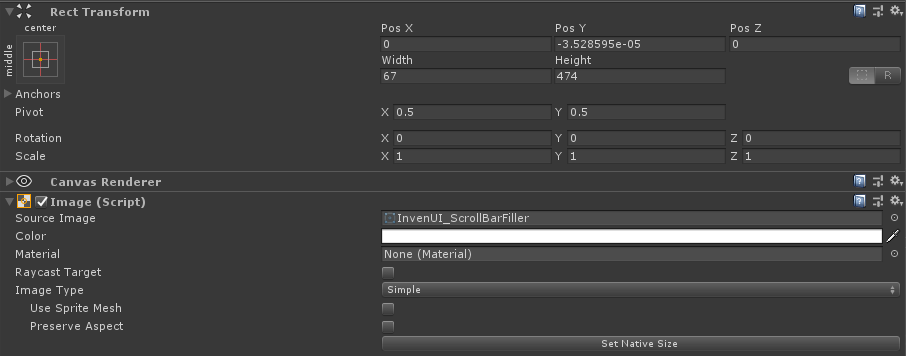 Rect Transform
center
middle
Pos X Pos Y Pos Z
0 -3.528595e-05 0
Width Height
67 474
R
Anchors
Pivot X 0.5 Y 0.5
Rotation X 0 Y 0 Z 0
Scale X 1 Y 1 Z 1
Canvas Renderer
Image (Script)
Source Image InvenUI_ScrollBarFiller
Color
Material None (Material)
Raycast Target
Image Type Simple
Use Sprite Mesh
Preserve Aspect
Set Native Size